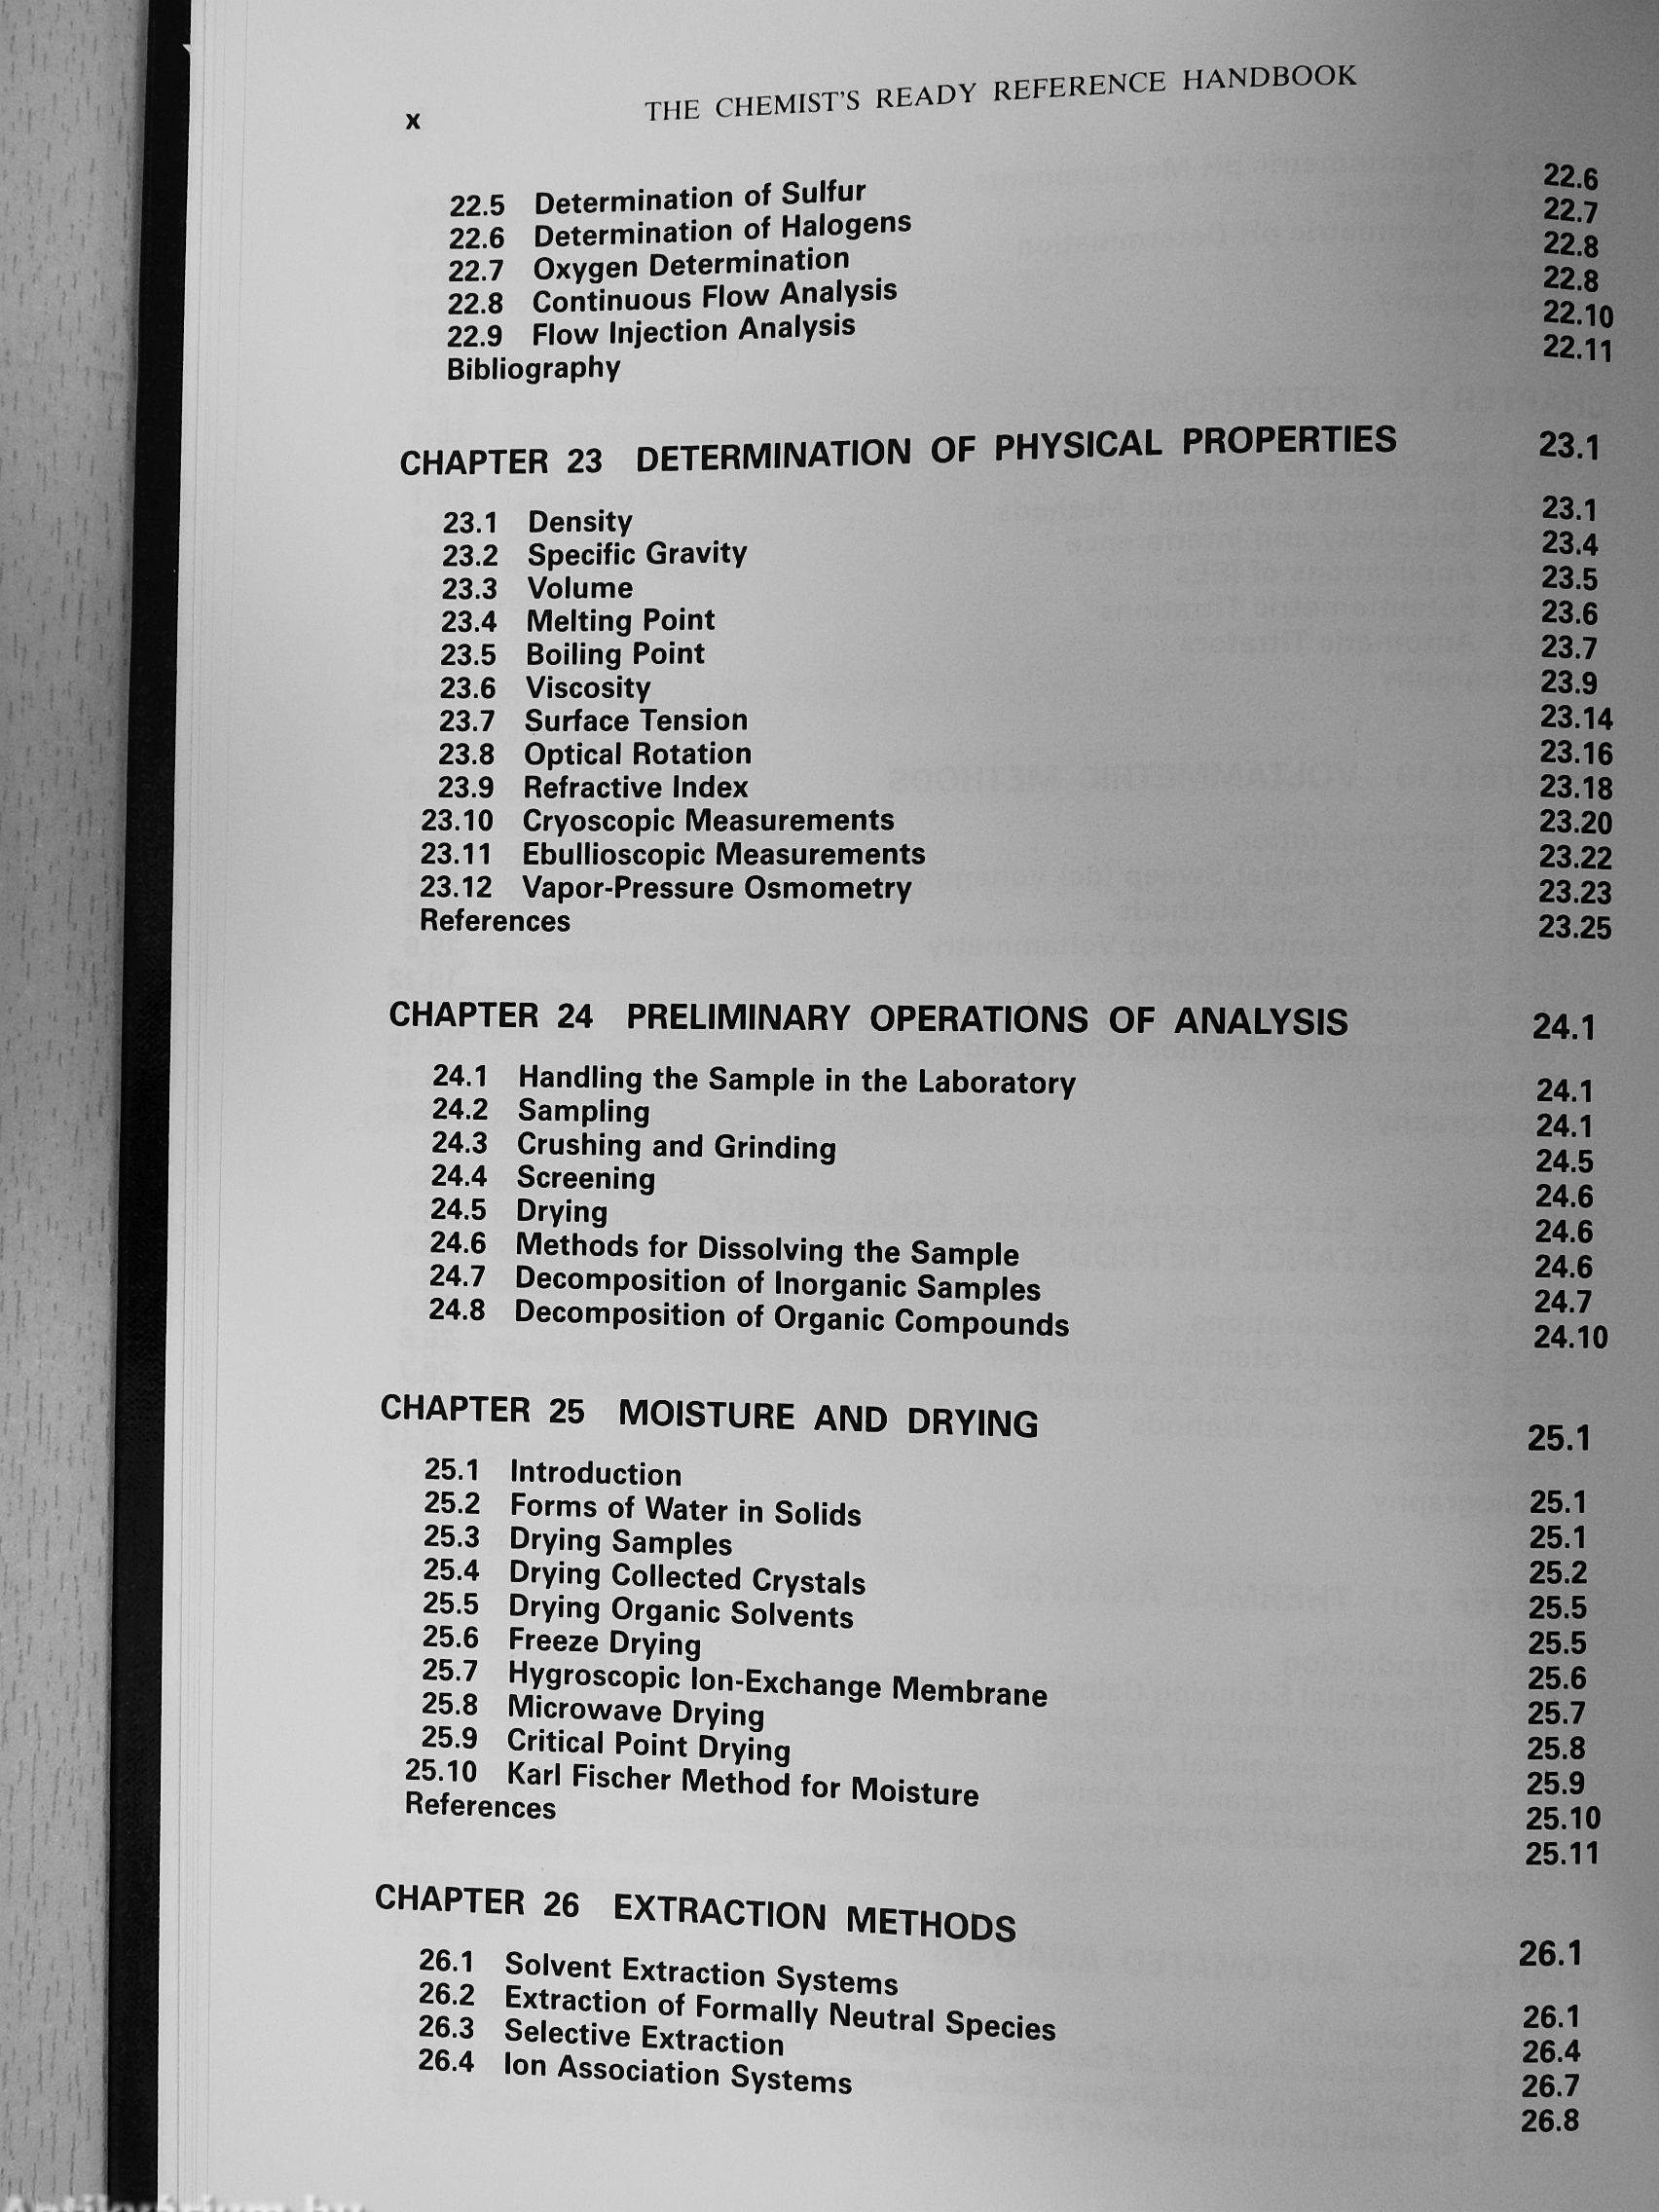 x THE CHEMIST'S READY REFERENCE HANDBOOK
22.5 Determination of Sulfur 22.6
22.6 Determination of Halogens 22.7
22.7 Oxygen Determination 22.8
22.8 Continuous Flow Analysis 22.8
22.9 Flow Injection Analysis 22.10
Bibliography 22.11
CHAPTER 23 DETERMINATION OF PHYSICAL PROPERTIES 23.1
23.1 Density 23.1
23.2 Specific Gravity 23.4
23.3 Volume 23.5
23.4 Melting Point 23.6
23.5 Boiling Point 23.7
23.6 Viscosity 23.9
23.7 Surface Tension 23.14
23.8 Optical Rotation 23.16
23.9 Refractive Index 23.18
23.10 Cryoscopic Measurements 23.20
23.11 Ebullioscopic Measurements 23.22
23.12 Vapor-Pressure Osmometry 23.23
References 23.25
CHAPTER 24 PRELIMINARY OPERATIONS OF ANALYSIS 24.1
24.1 Handling the Sample in the Laboratory 24.1
24.2 Sampling 24.1
24.3 Crushing and Grinding 24.5
24.4 Screening 24.6
24.5 Drying 24.6
24.6 Methods for Dissolving the Sample 24.6
24.7 Decomposition of Inorganic Samples 24.7
24.8 Decomposition of Organic Compounds 24.10
CHAPTER 25 MOISTURE AND DRYING 25.1
25.1 Introduction 25.1
25.2 Forms of Water in Solids 25.1
25.3 Drying Samples 25.2
25.4 Drying Collected Crystals 25.5
25.5 Drying Organic Solvents 25.5
25.6 Freeze Drying 25.6
25.7 Hygroscopic Ion-Exchange Membrane 25.7
25.8 Microwave Drying 25.8
25.9 Critical Point Drying 25.9
25.10 Karl Fischer Method for Moisture 25.10
References 25.11
CHAPTER 26 EXTRACTION METHODS 26.1
26.1 Solvent Extraction Systems 26.1
26.2 Extraction of Formally Neutral Species 26.4
26.3 Selective Extraction 26.7
26.4 Ion Association Systems 26.8